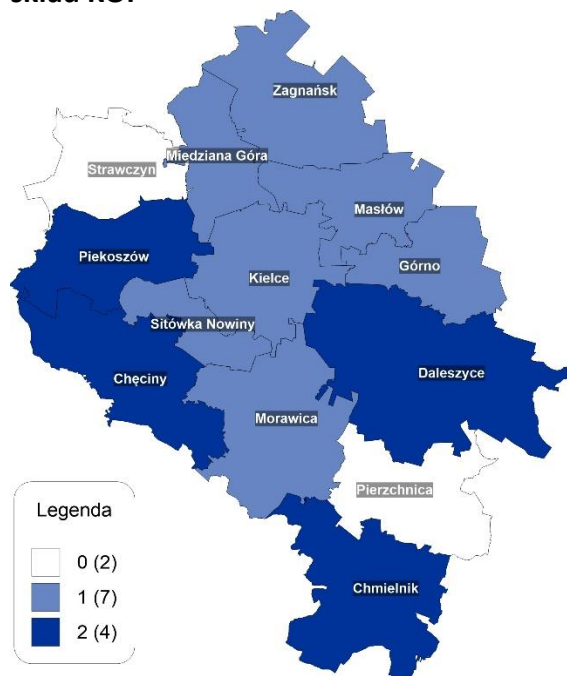 skład KOF
Zagnańsk
Miedziana Góra
Strawczyn
Masłów
Piekoszów
Górno
Kielce
Sitówka Nowiny
Chęciny
Daleszyce
Morawica
Pierzchnica
Chmielnik
Legenda
0 (2)
1 (7)
2 (4)